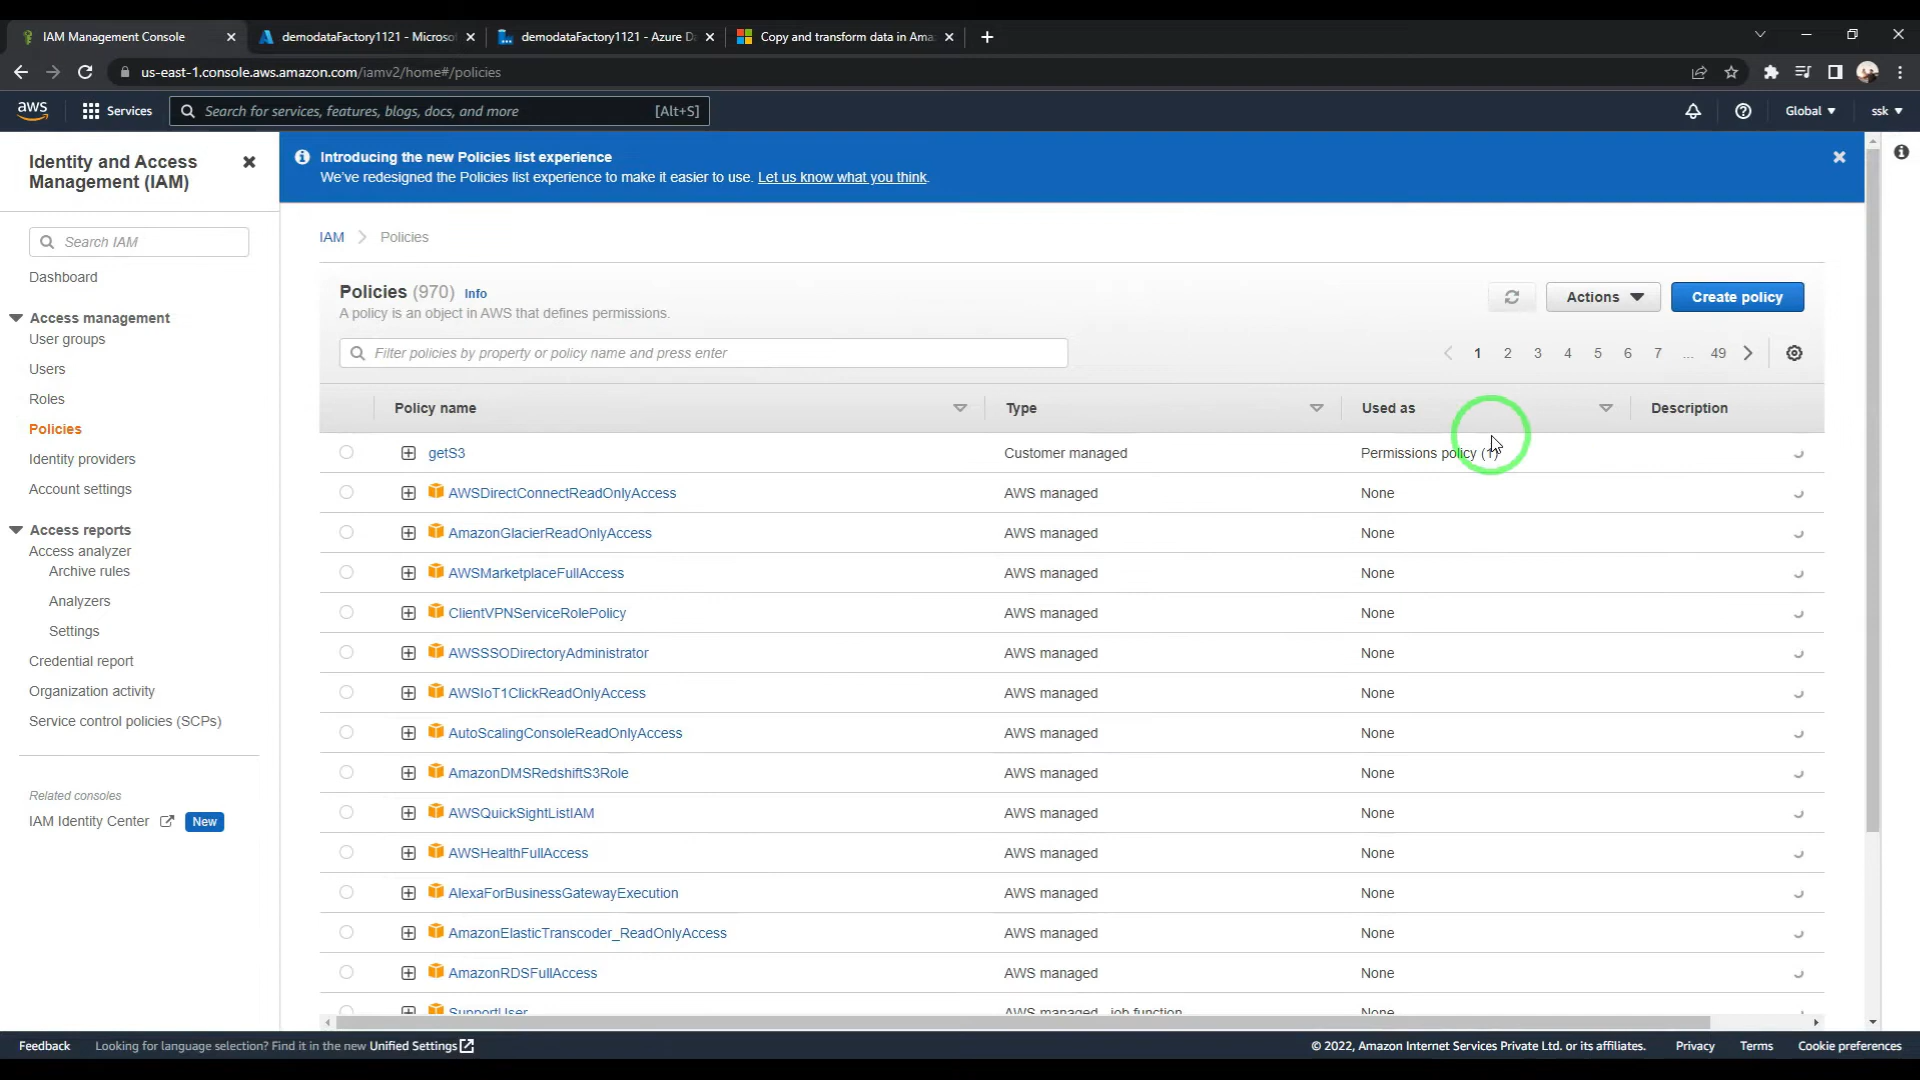 IAM Management Console
demodataFactory1121 - Microso
demodataFactory1121 - Azure D
Copy and transform data in Ama
us-east-1.console.aws.amazon.com/iamv2/home#/policies
aws
Services
Search for services, features, blogs, docs, and more
[Alt+S]
Global
ssk
Identity and Access
Management (IAM)
Search IAM
Dashboard
Access management
User groups
Users
Roles
Policies
Identity providers
Account settings
Access reports
Access analyzer
Archive rules
Analyzers
Settings
Credential report
Organization activity
Service control policies (SCPs)
Related consoles
IAM Identity Center
New
Introducing the new Policies list experience
We've redesigned the Policies list experience to make it easier to use. Let us know what you think.
IAM
Policies
Policies (970) Info
A policy is an object in AWS that defines permissions.
Actions
Create policy
Filter policies by property or policy name and press enter
1 2 3 4 5 6 7 ... 49
Policy name Type Used as Description
getS3 Customer managed Permissions policy (1)
AWSDirectConnectReadOnlyAccess AWS managed None
AmazonGlacierReadOnlyAccess AWS managed None
AWSMarketplaceFullAccess AWS managed None
ClientVPNServiceRolePolicy AWS managed None
AWSSSODirectoryAdministrator AWS managed None
AWSIoT1ClickReadOnlyAccess AWS managed None
AutoScalingConsoleReadOnlyAccess AWS managed None
AmazonDMSRedshiftS3Role AWS managed None
AWSQuickSightListIAM AWS managed None
AWSHealthFullAccess AWS managed None
AlexaForBusinessGatewayExecution AWS managed None
AmazonElasticTranscoder_ReadOnlyAccess AWS managed None
AmazonRDSFullAccess AWS managed None
SupportUser AWS managed - job function None
Feedback
Looking for language selection? Find it in the new Unified Settings
© 2022, Amazon Internet Services Private Ltd. or its affiliates.
Privacy
Terms
Cookie preferences